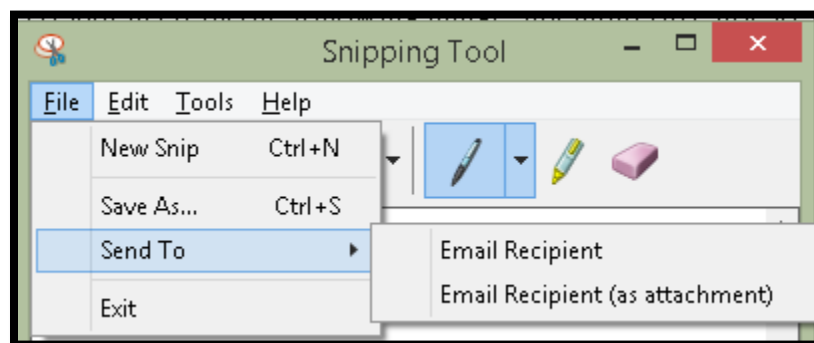 Snipping Tool
File Edit Tools Help
New Snip Ctrl+N
Save As... Ctrl+S
Send To
Email Recipient
Email Recipient (as attachment)
Exit